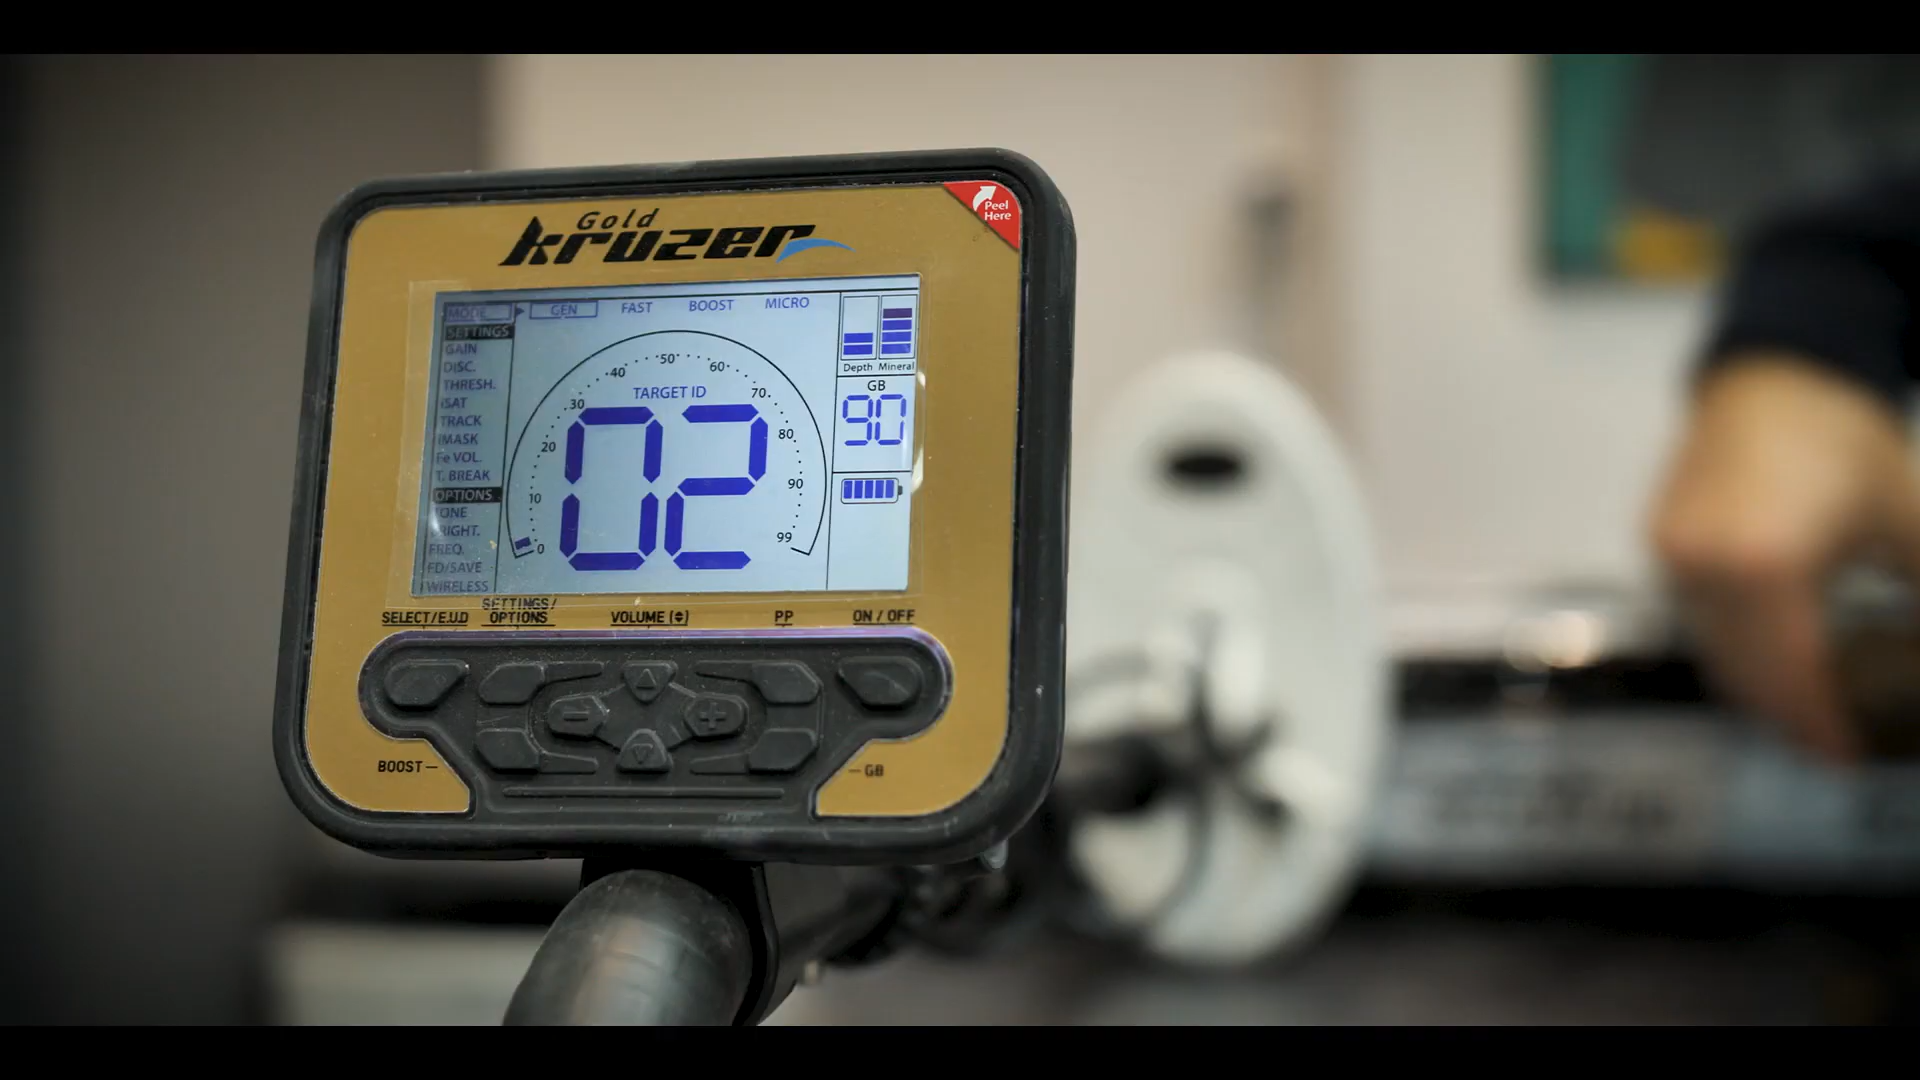 Gold
kruzer
Peel
Here
MODE GEN FAST BOOST MICRO
SETTINGS
GAIN
DISC.
THRESH.
iSAT
TRACK
iMASK
Fe VOL.
T. BREAK
OPTIONS
TONE
BRIGHT.
FREQ.
FD/SAVE
WIRELESS
TARGET ID
02
0
10
20
30
40
50
60
70
80
90
99
Depth Mineral
GB
90
SELECT/E.U.D
SETTINGS/
OPTIONS
VOLUME
PP
ON / OFF
- +
BOOST
GB